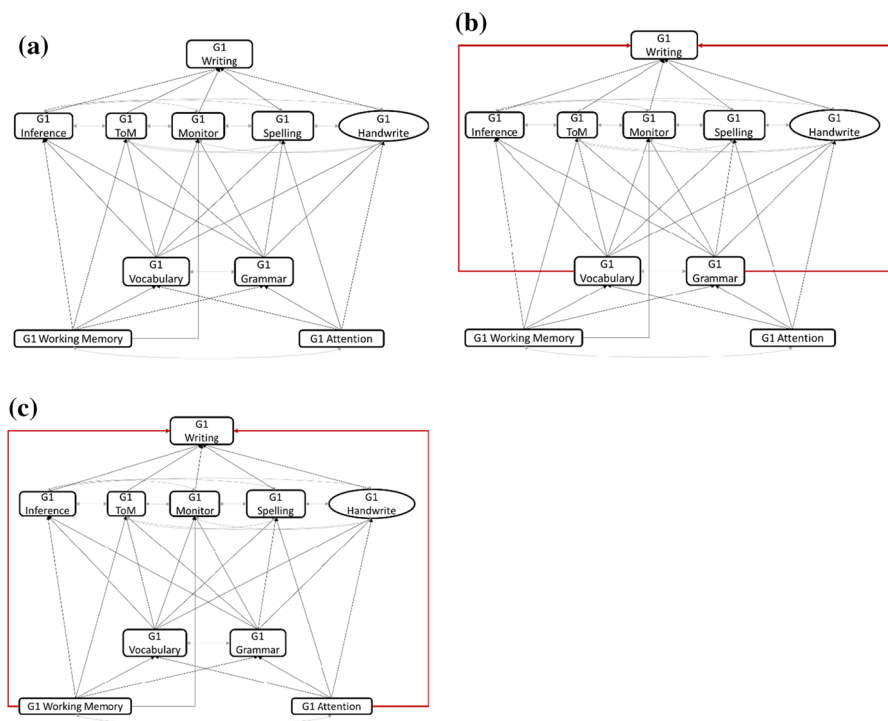 (a)
G1
Writing
G1
Inference
G1
ToM
G1
Monitor
G1
Spelling
G1
Handwrite
G1
Vocabulary
G1
Grammar
G1 Working Memory
G1 Attention
(b)
G1
Writing
G1
Inference
G1
ToM
G1
Monitor
G1
Spelling
G1
Handwrite
G1
Vocabulary
G1
Grammar
G1 Working Memory
G1 Attention
(c)
G1
Writing
G1
Inference
G1
ToM
G1
Monitor
G1
Spelling
G1
Handwrite
G1
Vocabulary
G1
Grammar
G1 Working Memory
G1 Attention